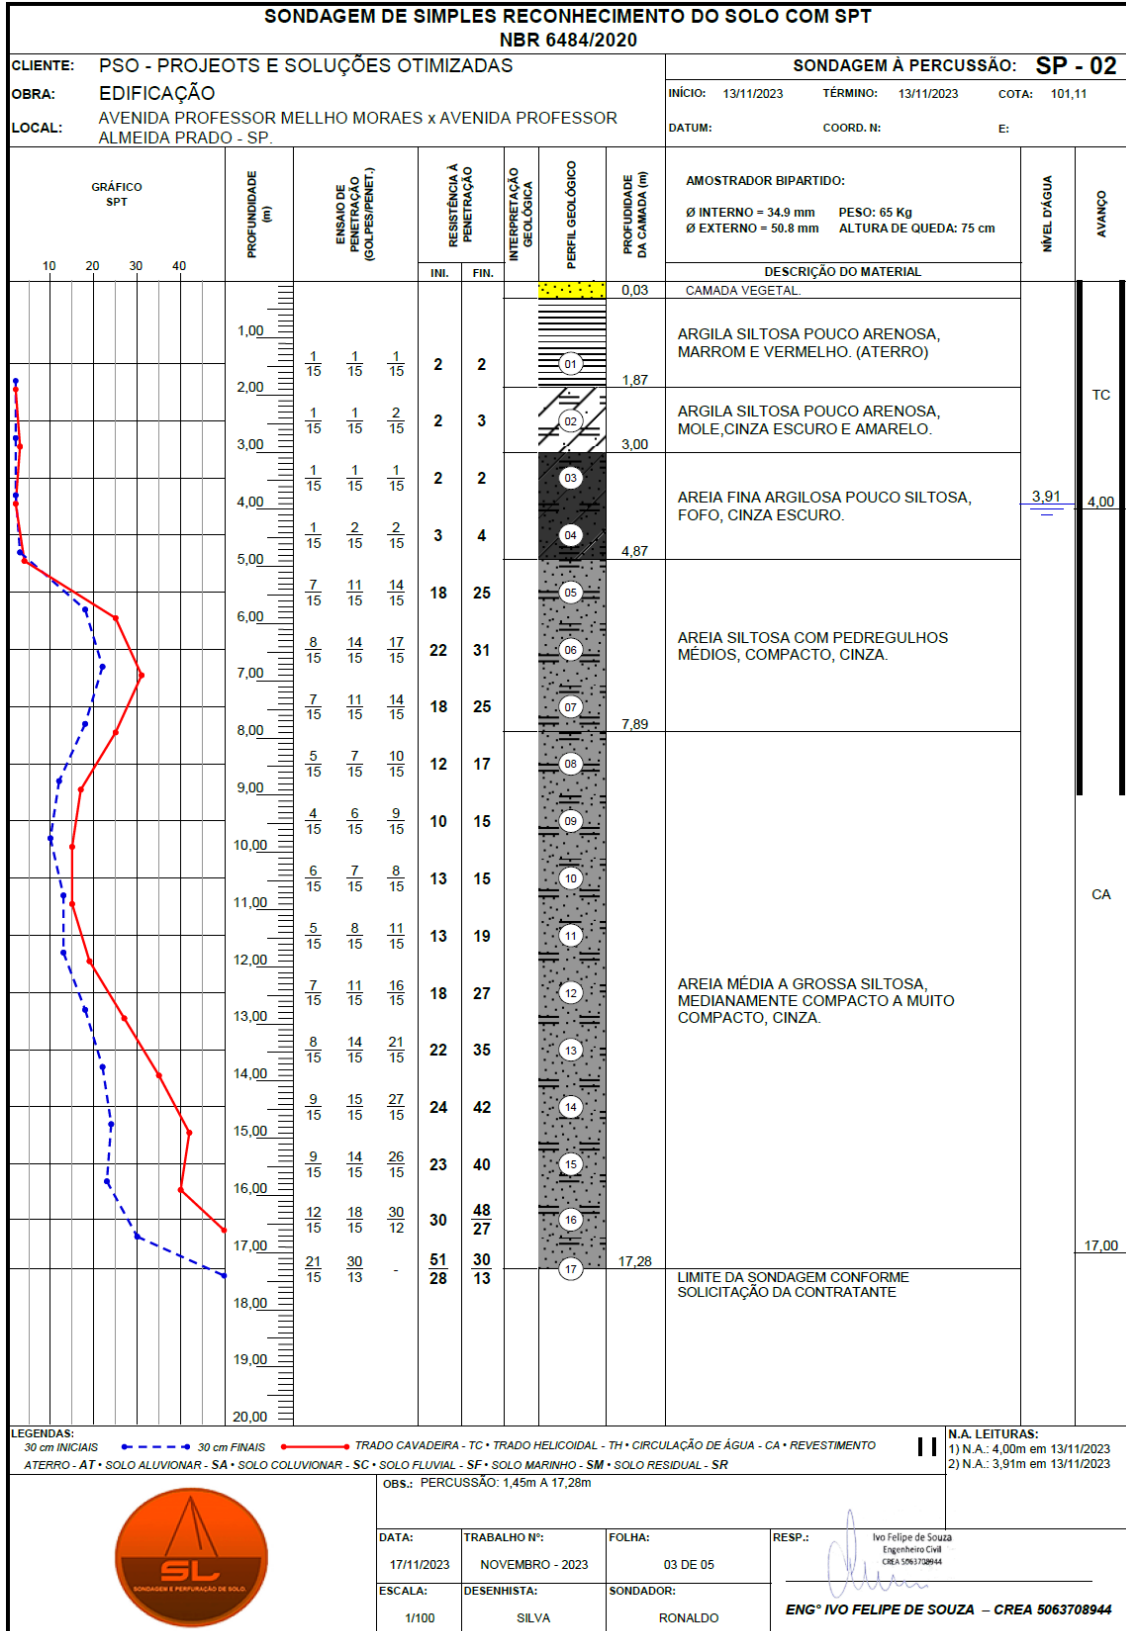 SONDAGEM DE SIMPLES RECONHECIMENTO DO SOLO COM SPT
NBR 6484/2020
CLIENTE: PSO - PROJEOTS E SOLUÇÕES OTIMIZADAS
OBRA: EDIFICAÇÃO
LOCAL: AVENIDA PROFESSOR MELLHO MORAES x AVENIDA PROFESSOR
ALMEIDA PRADO - SP.
SONDAGEM À PERCUSSÃO: SP - 02
INÍCIO: 13/11/2023 TÉRMINO: 13/11/2023 COTA: 101,11
DATUM: COORD. N: E:
GRÁFICO
SPT
10 20 30 40
PROFUNDIDADE
(m)
ENSAIO DE
PENETRAÇÃO
(GOLPES/PENET.)
RESISTÊNCIA À
PENETRAÇÃO
INI. FIN.
INTERPRETAÇÃO
GEOLÓGICA
PERFIL GEOLÓGICO
PROFUDIDADE
DA CAMADA (m)
AMOSTRADOR BIPARTIDO:
Ø INTERNO = 34.9 mm PESO: 65 Kg
Ø EXTERNO = 50.8 mm ALTURA DE QUEDA: 75 cm
DESCRIÇÃO DO MATERIAL
NÍVEL D'ÁGUA
AVANÇO
0,03 CAMADA VEGETAL.
1,00
ARGILA SILTOSA POUCO ARENOSA,
MARROM E VERMELHO. (ATERRO)
1/15 1/15 1/15 2 2 01
1,87
2,00
TC
ARGILA SILTOSA POUCO ARENOSA,
MOLE,CINZA ESCURO E AMARELO.
1/15 1/15 2/15 2 3 02
3,00 3,00
1/15 1/15 1/15 2 2 03
AREIA FINA ARGILOSA POUCO SILTOSA,
FOFO, CINZA ESCURO.
3,91
4,00 4,00
1/15 2/15 2/15 3 4 04
4,87
5,00
7/15 11/15 14/15 18 25 05
6,00
AREIA SILTOSA COM PEDREGULHOS
MÉDIOS, COMPACTO, CINZA.
8/15 14/15 17/15 22 31 06
7,00
7/15 11/15 14/15 18 25 07
7,89
8,00
5/15 7/15 10/15 12 17 08
9,00
4/15 6/15 9/15 10 15 09
10,00
6/15 7/15 8/15 13 15 10
CA
11,00
5/15 8/15 11/15 13 19 11
12,00
AREIA MÉDIA A GROSSA SILTOSA,
MEDIANAMENTE COMPACTO A MUITO
COMPACTO, CINZA.
7/15 11/15 16/15 18 27 12
13,00
8/15 14/15 21/15 22 35 13
14,00
9/15 15/15 27/15 24 42 14
15,00
9/15 14/15 26/15 23 40 15
16,00
12/15 18/15 30/12 30 48/27 16
17,00 17,00
21/15 30/13 - 51/28 30/13 17 17,28
LIMITE DA SONDAGEM CONFORME
SOLICITAÇÃO DA CONTRATANTE
18,00
19,00
20,00
LEGENDAS:
30 cm INICIAIS 30 cm FINAIS TRADO CAVADEIRA - TC • TRADO HELICOIDAL - TH • CIRCULAÇÃO DE ÁGUA - CA • REVESTIMENTO
ATERRO - AT • SOLO ALUVIONAR - SA • SOLO COLUVIONAR - SC • SOLO FLUVIAL - SF • SOLO MARINHO - SM • SOLO RESIDUAL - SR
N.A. LEITURAS:
1) N.A.: 4,00m em 13/11/2023
2) N.A.: 3,91m em 13/11/2023
SL
SONDAGEM E PERFURAÇÃO DE SOLO.
OBS.: PERCUSSÃO: 1,45m A 17,28m
DATA: TRABALHO Nº: FOLHA: RESP.:
17/11/2023 NOVEMBRO - 2023 03 DE 05
ESCALA: DESENHISTA: SONDADOR:
1/100 SILVA RONALDO
Ivo Felipe de Souza
Engenheiro Civil
CREA 5063708944
ENG° IVO FELIPE DE SOUZA – CREA 5063708944